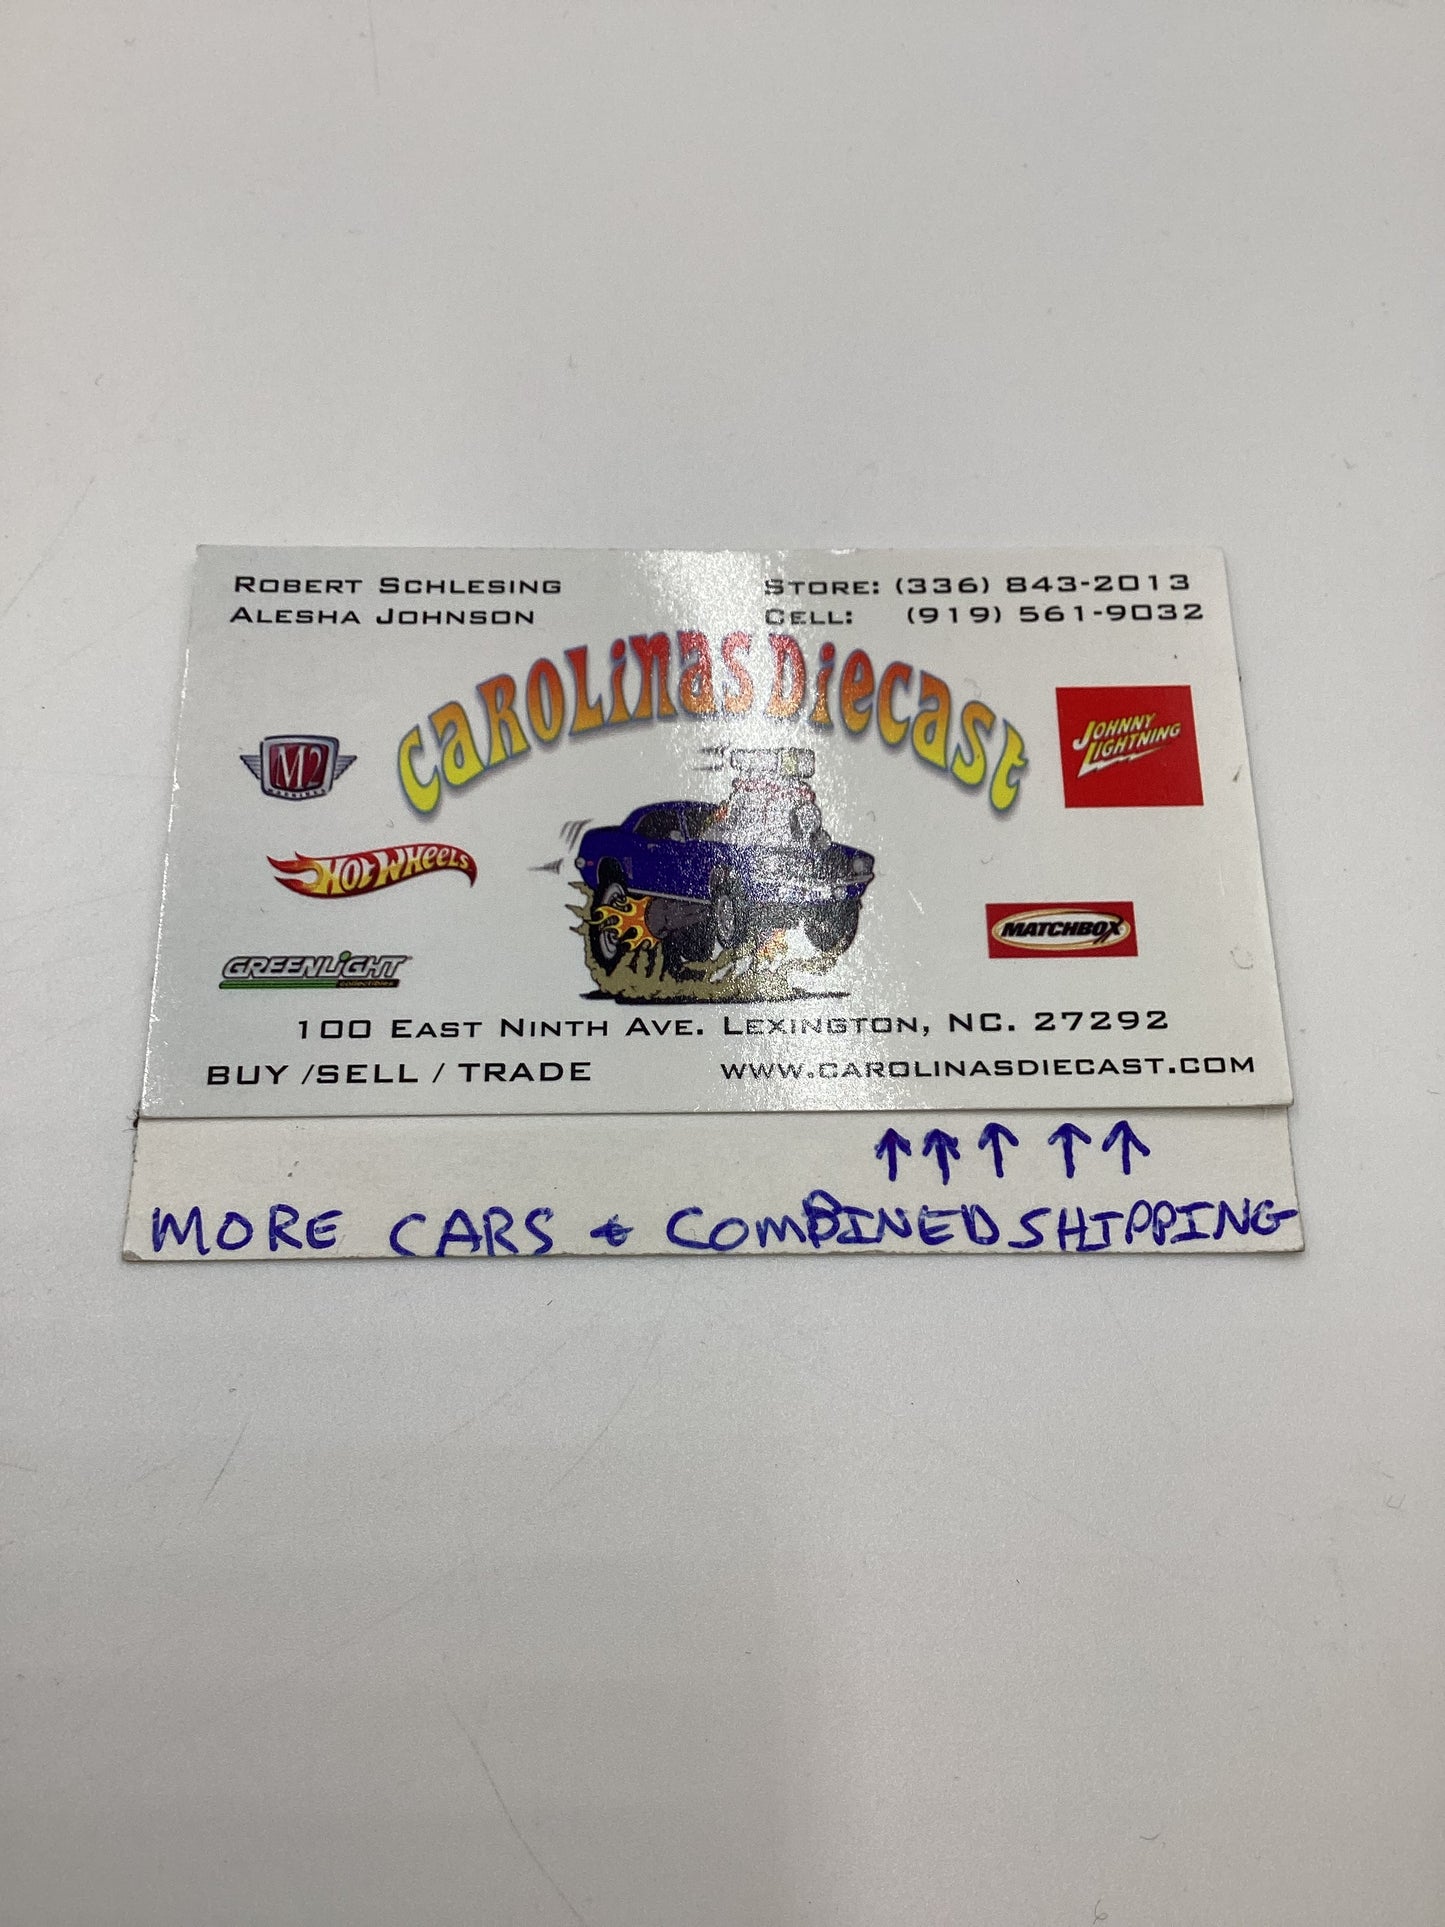 ROBERT SCHLESING
ALESHA JOHNSON
STORE: (336) 843-2013
CELL: (919) 561-9032
CAROLINAS DIECAST
M2
MACHINES
JOHNNY
LIGHTNING
HOT WHEELS
MATCHBOX
GREENLIGHT
collectibles
100 EAST NINTH AVE. LEXINGTON, NC. 27292
BUY /SELL / TRADE
WWW.CAROLINASDIECAST.COM
↑ ↑ ↑ ↑ ↑
MORE CARS & COMBINED SHIPPING